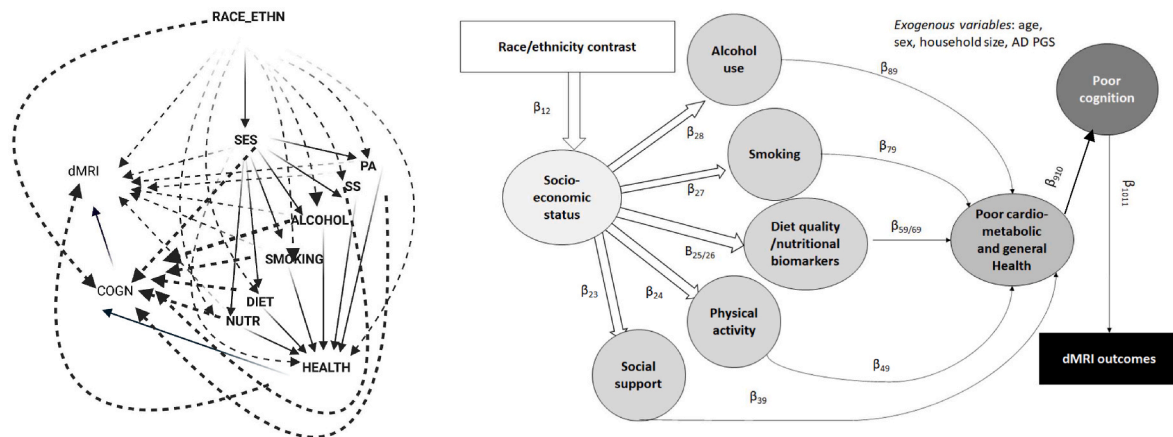 RACE_ETHN
SES
dMRI
PA
SS
ALCOHOL
SMOKING
COGN
DIET
NUTR
HEALTH
Race/ethnicity contrast
Alcohol
use
Exogenous variables: age,
sex, household size, AD PGS
Poor
cognition
β89
β12
β28
Smoking
β79
β27
Socio-
economic
status
Diet quality
/nutritional
biomarkers
β59/69
Poor cardio-
metabolic
and general
Health
β910
β1011
B25/26
β23
β24
Physical
activity
Social
support
β49
β39
dMRI outcomes